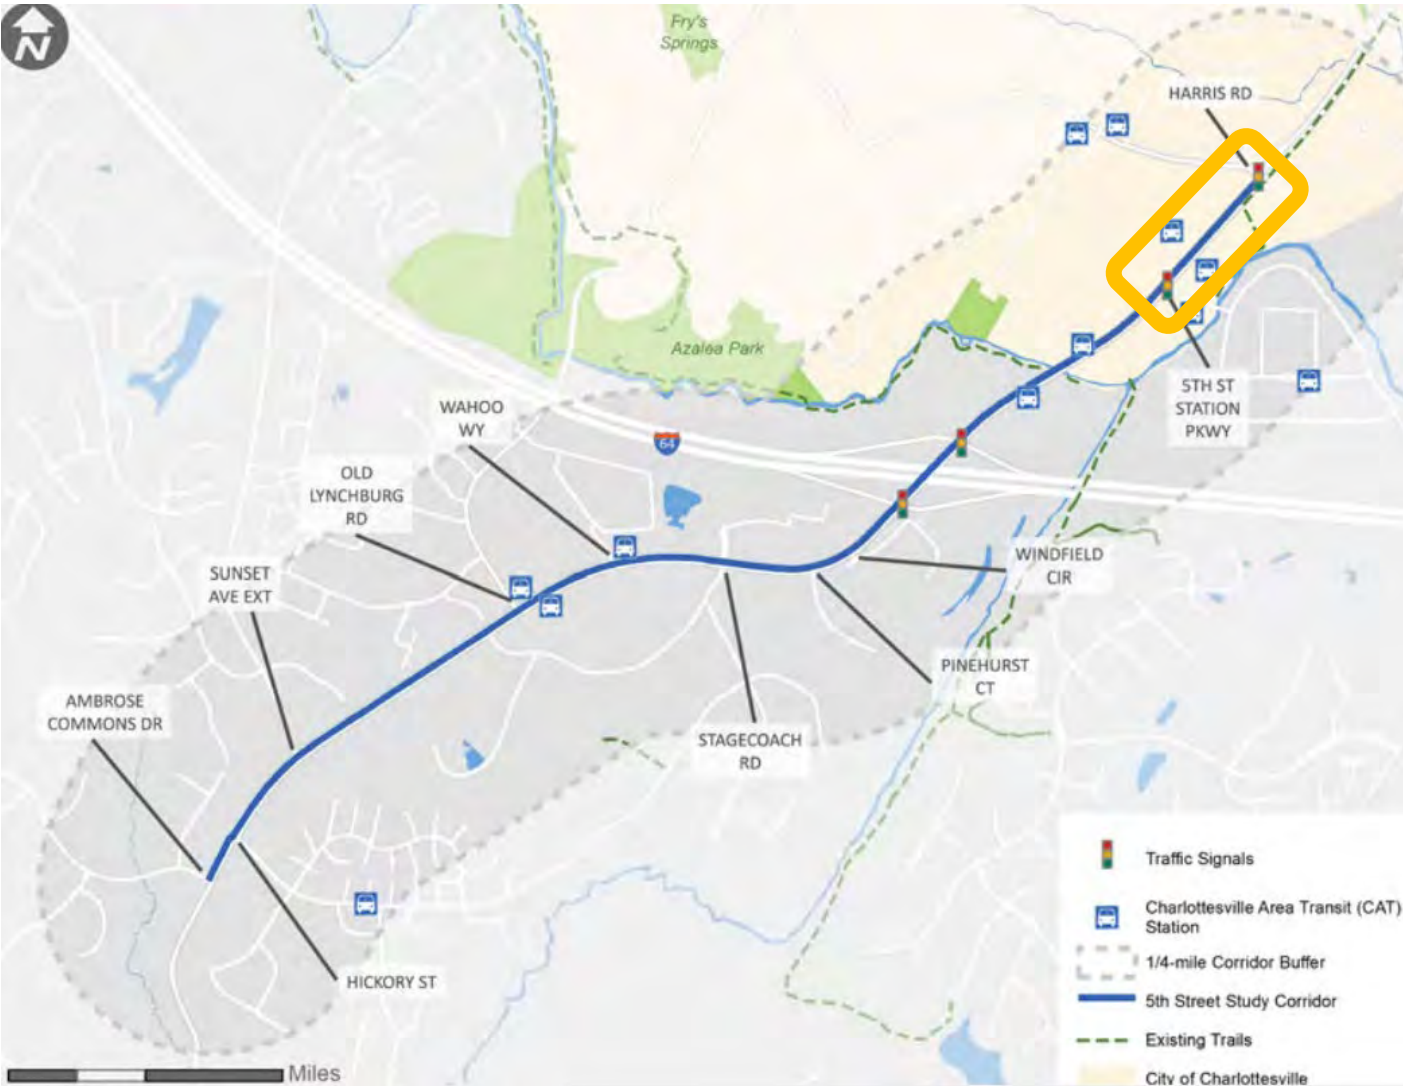 N
Fry's
Springs
HARRIS RD
Azalea Park
5TH ST
STATION
PKWY
WAHOO
WY
64
OLD
LYNCHBURG
RD
SUNSET
AVE EXT
WINDFIELD
CIR
PINEHURST
CT
AMBROSE
COMMONS DR
STAGECOACH
RD
HICKORY ST
Miles
Traffic Signals
Charlottesville Area Transit (CAT)
Station
1/4-mile Corridor Buffer
5th Street Study Corridor
Existing Trails
City of Charlottesville